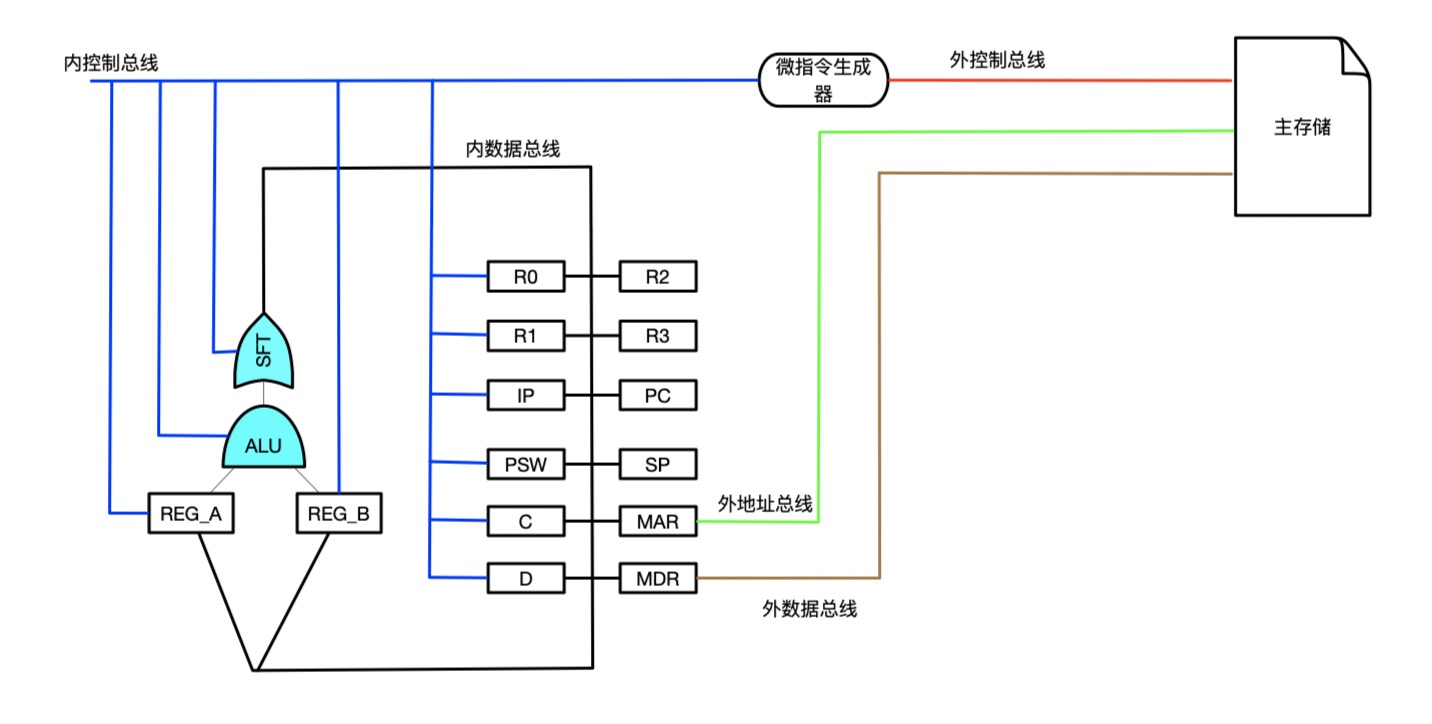 内控制总线
微指令生成
器
外控制总线
主存储
内数据总线
R0
R2
R1
R3
SFT
IP
PC
ALU
PSW
SP
REG_A
REG_B
C
MAR
外地址总线
D
MDR
外数据总线